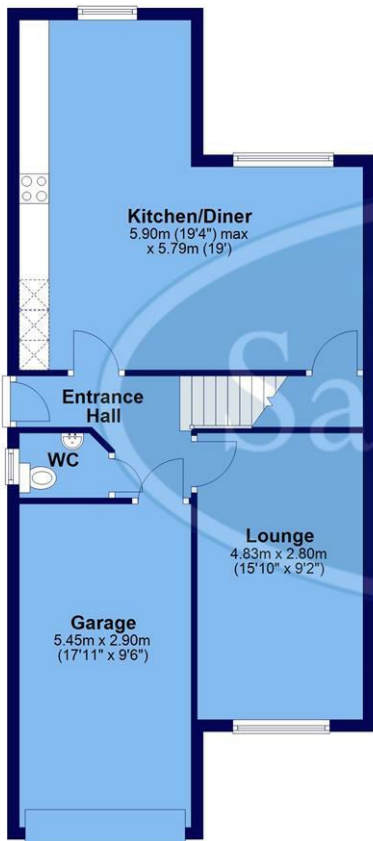 Kitchen/Diner
5.90m (19'4") max
x 5.79m (19')
Entrance
Hall
WC
Lounge
4.83m x 2.80m
(15'10" x 9'2")
Garage
5.45m x 2.90m
(17'11" x 9'6")
Sa